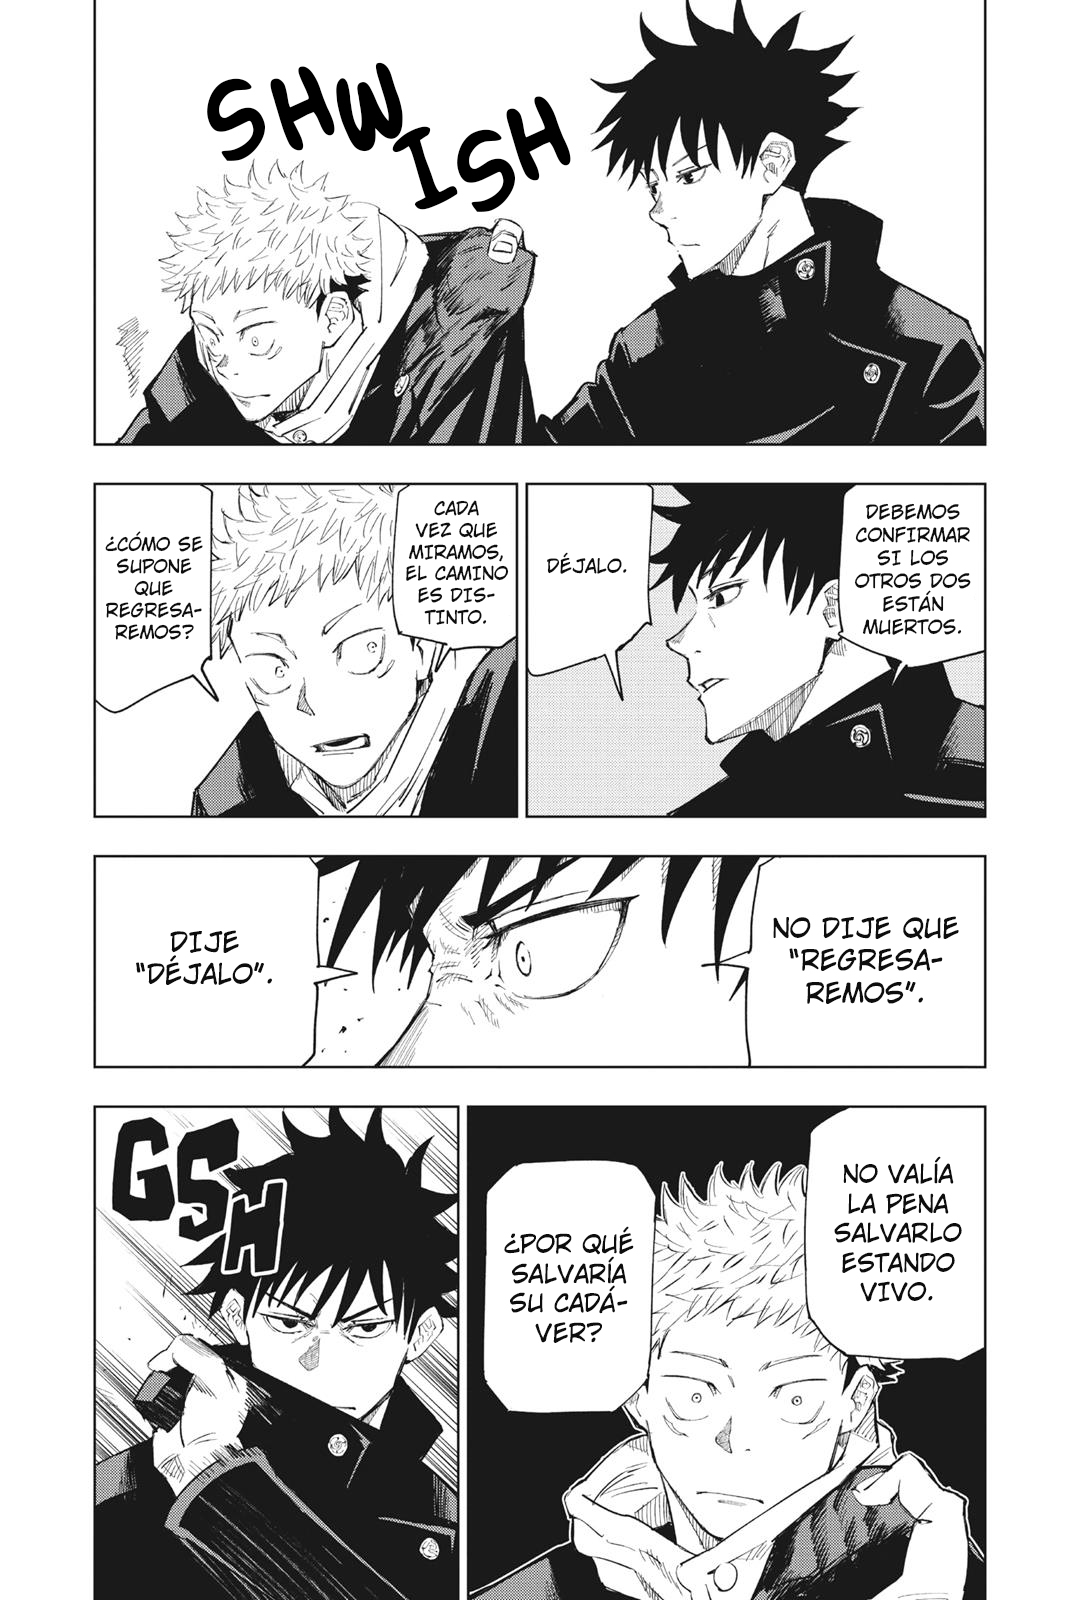 SHWISH
DEBEMOS
CONFIRMAR
SI LOS
OTROS DOS
ESTÁN
MUERTOS.
DÉJALO.
CADA
VEZ QUE
MIRAMOS,
EL CAMINO
ES DIS-
TINTO.
¿CÓMO SE
SUPONE
QUE
REGRESA-
REMOS?
NO DIJE QUE
"REGRESA-
REMOS".
DIJE
"DÉJALO".
NO VALÍA
LA PENA
SALVARLO
ESTANDO
VIVO.
¿POR QUÉ
SALVARÍA
SU CADÁ-
VER?
GSH